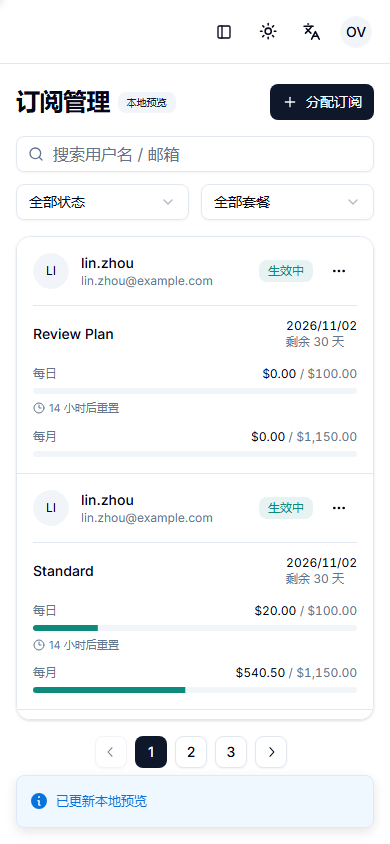 OV
订阅管理 本地预览
分配订阅
搜索用户名 / 邮箱
全部状态
全部套餐
LI
lin.zhou
lin.zhou@example.com
生效中
Review Plan
2026/11/02
剩余 30 天
每日
$0.00 / $100.00
14 小时后重置
每月
$0.00 / $1,150.00
LI
lin.zhou
lin.zhou@example.com
生效中
Standard
2026/11/02
剩余 30 天
每日
$20.00 / $100.00
14 小时后重置
每月
$540.50 / $1,150.00
1 2 3
已更新本地预览